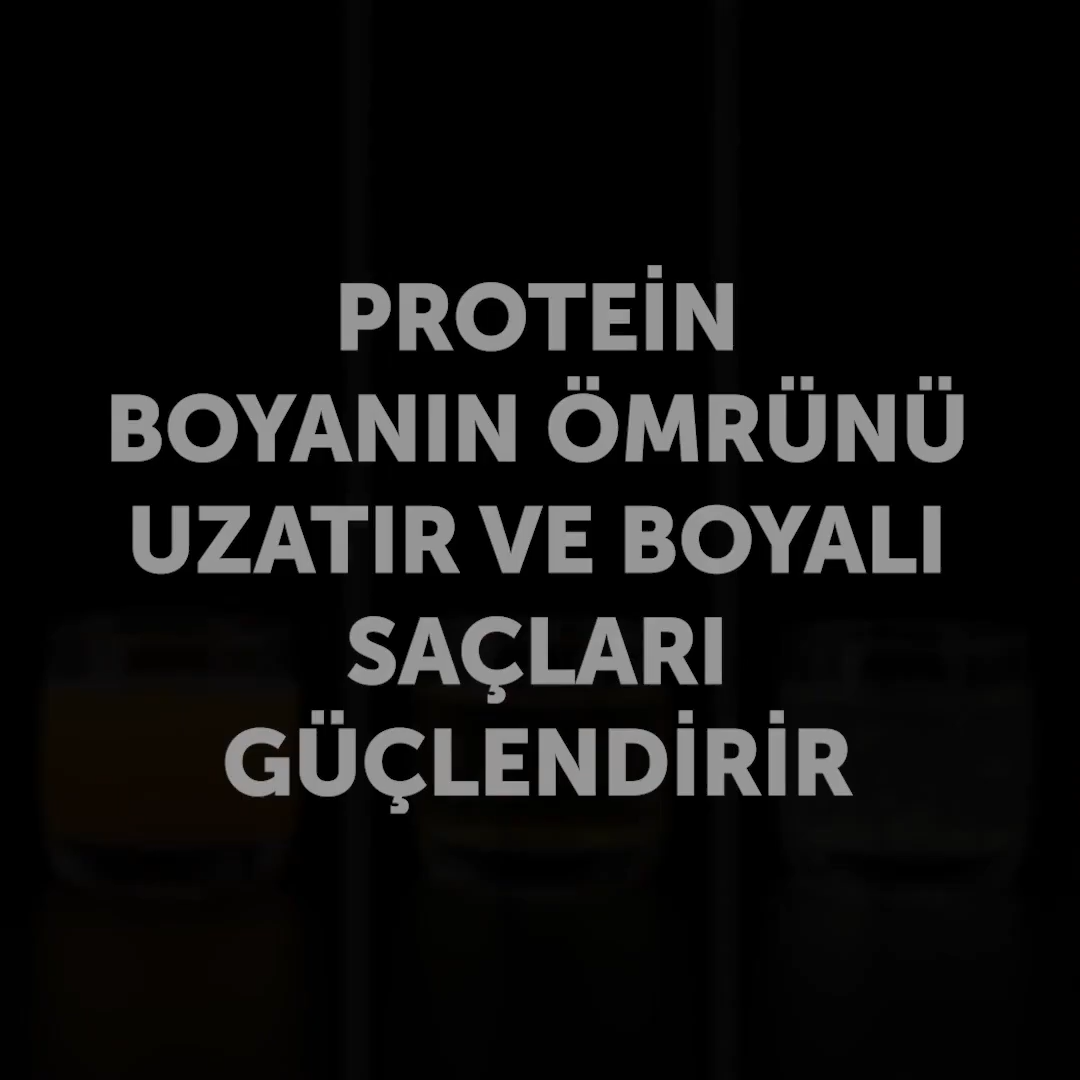 PROTEİN
BOYANIN ÖMRÜNÜ
UZATIR VE BOYALI
SAÇLARI
GÜÇLENDİRİR